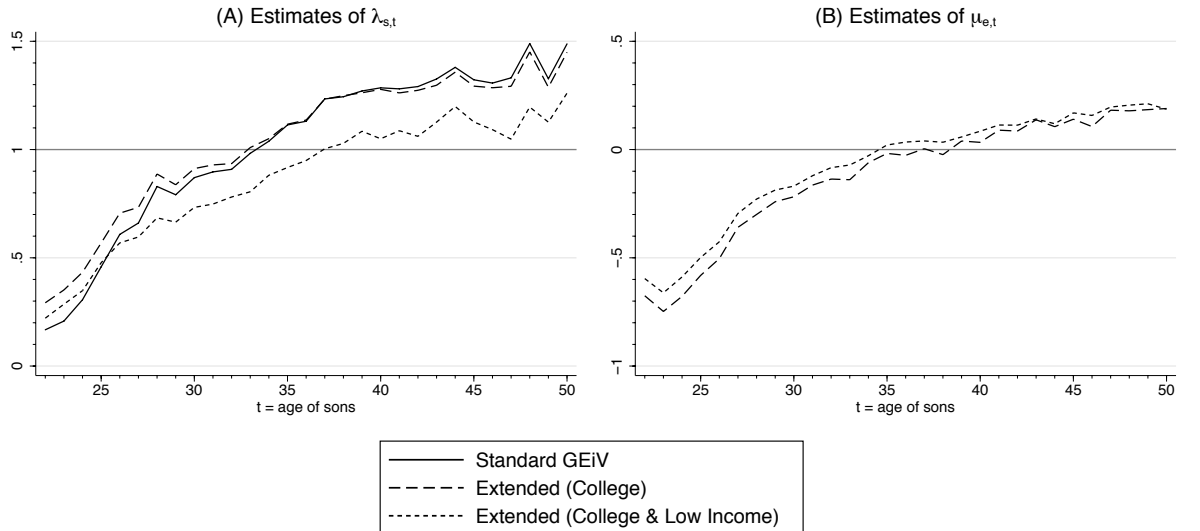 (A) Estimates of λs,t
1.5
1
.5
0
25 30 35 40 45 50
t = age of sons
(B) Estimates of μe,t
.5
0
-.5
-1
25 30 35 40 45 50
t = age of sons
Standard GEiV
Extended (College)
Extended (College & Low Income)